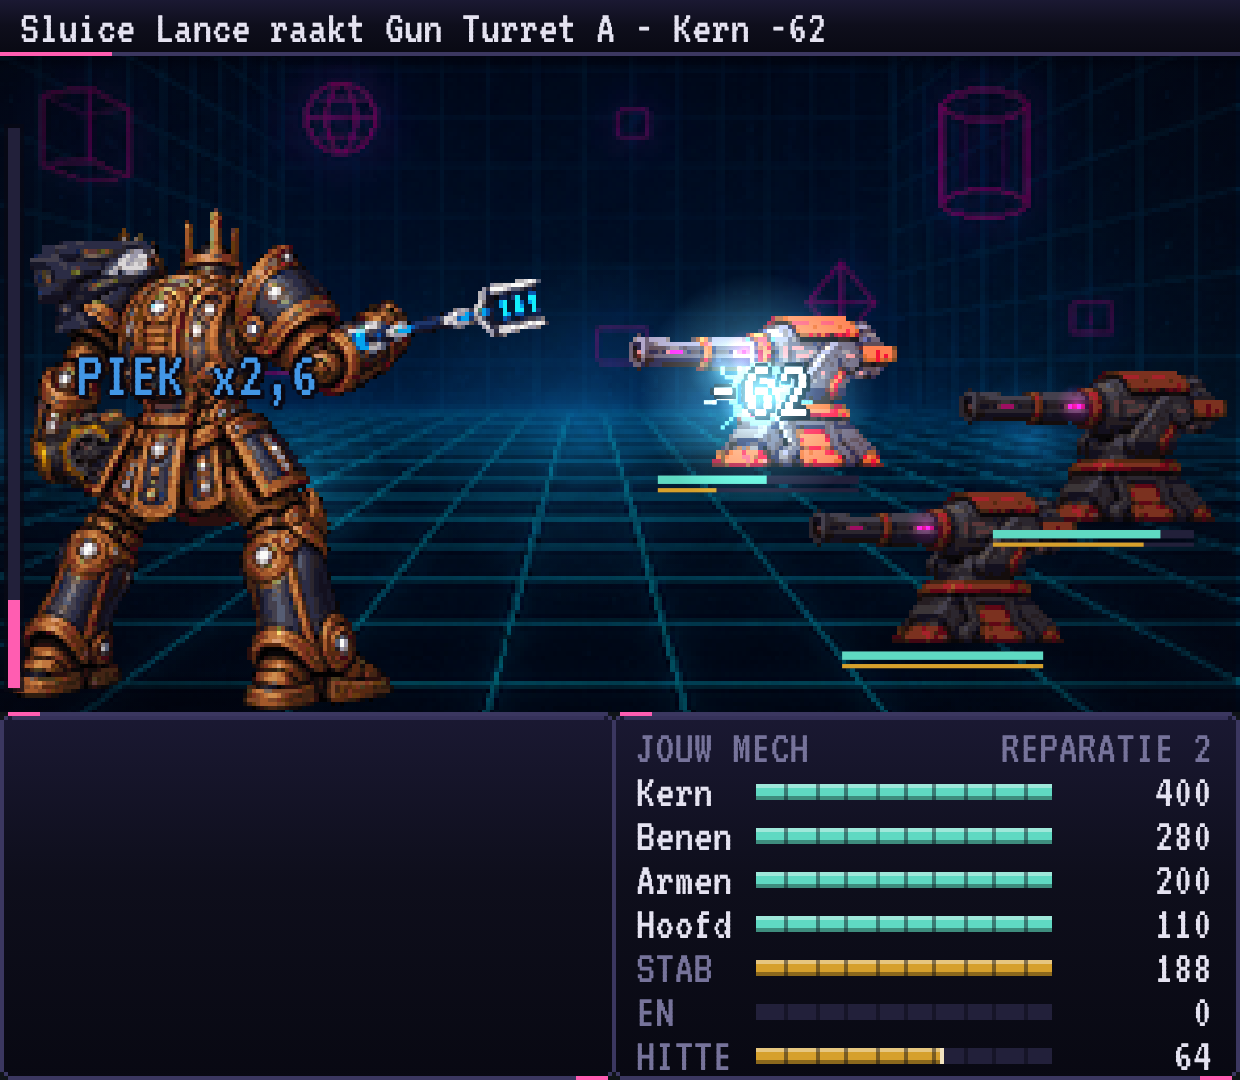 Sluice Lance raakt Gun Turret A - Kern -62
PIEK x2,6
-62
JOUW MECH REPARATIE 2
Kern 400
Benen 280
Armen 200
Hoofd 110
STAB 188
EN 0
HITTE 64